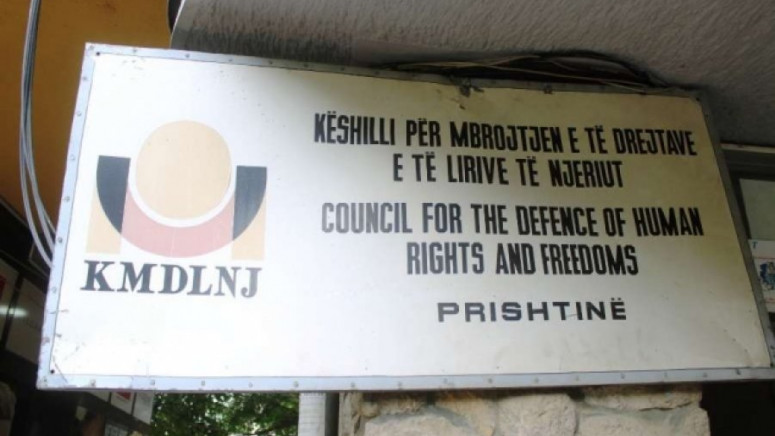 KMDLNJ
KËSHILLI PËR MBROJTJEN E TË DREJTAVE
E TË LIRIVE TË NJERIUT
COUNCIL FOR THE DEFENCE OF HUMAN
RIGHTS AND FREEDOMS
PRISHTINË